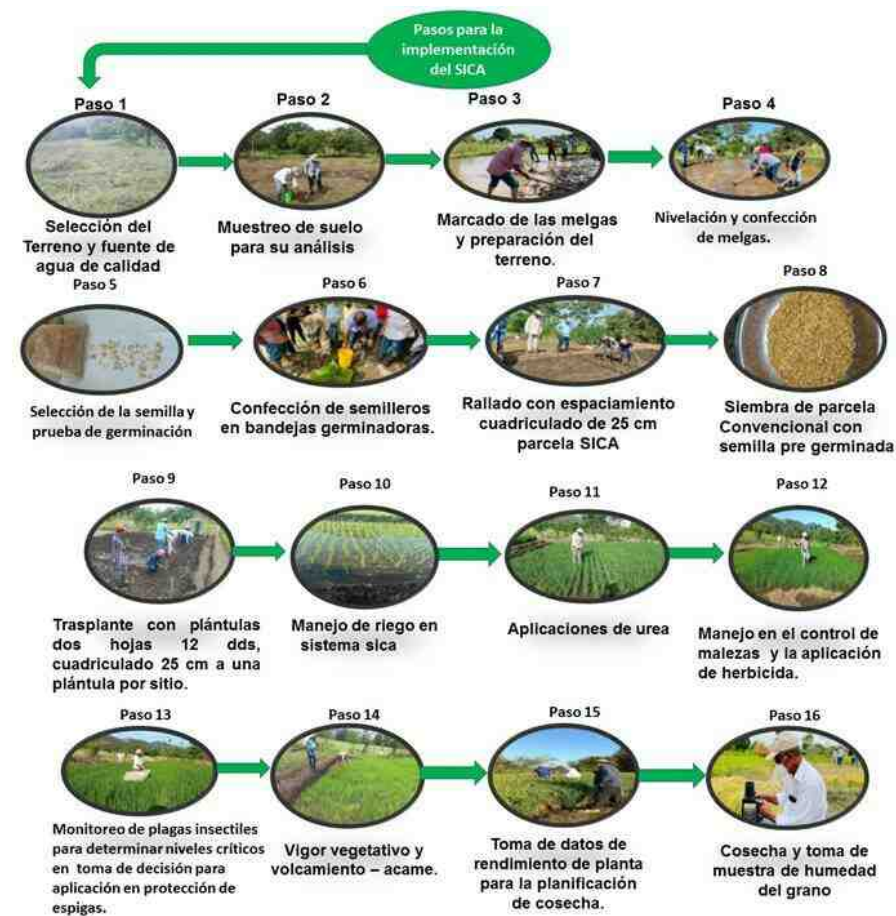 Pasos para la
implementación
del SICA
Paso 1
Paso 2
Paso 3
Paso 4
Selección del
Terreno y fuente de
agua de calidad
Muestreo de suelo
para su análisis
Marcado de las melgas
y preparación del
terreno.
Nivelación y confección
de melgas.
Paso 5
Paso 6
Paso 7
Paso 8
Selección de la semilla y
prueba de germinación
Confección de semilleros
en bandejas germinadoras.
Rallado con espaciamiento
cuadriculado de 25 cm
parcela SICA
Siembra de parcela
Convencional con
semilla pre germinada
Paso 9
Paso 10
Paso 11
Paso 12
Trasplante con plántulas
dos hojas 12 dds,
cuadriculado 25 cm a una
plántula por sitio.
Manejo de riego en
sistema sica
Aplicaciones de urea
Manejo en el control de
malezas y la aplicación
de herbicida.
Paso 13
Paso 14
Paso 15
Paso 16
Monitoreo de plagas insectiles
para determinar niveles críticos
en toma de decisión para
aplicación en protección de
espigas.
Vigor vegetativo y
volcamiento – acame.
Toma de datos de
rendimiento de planta
para la planificación
de cosecha.
Cosecha y toma de
muestra de humedad
del grano